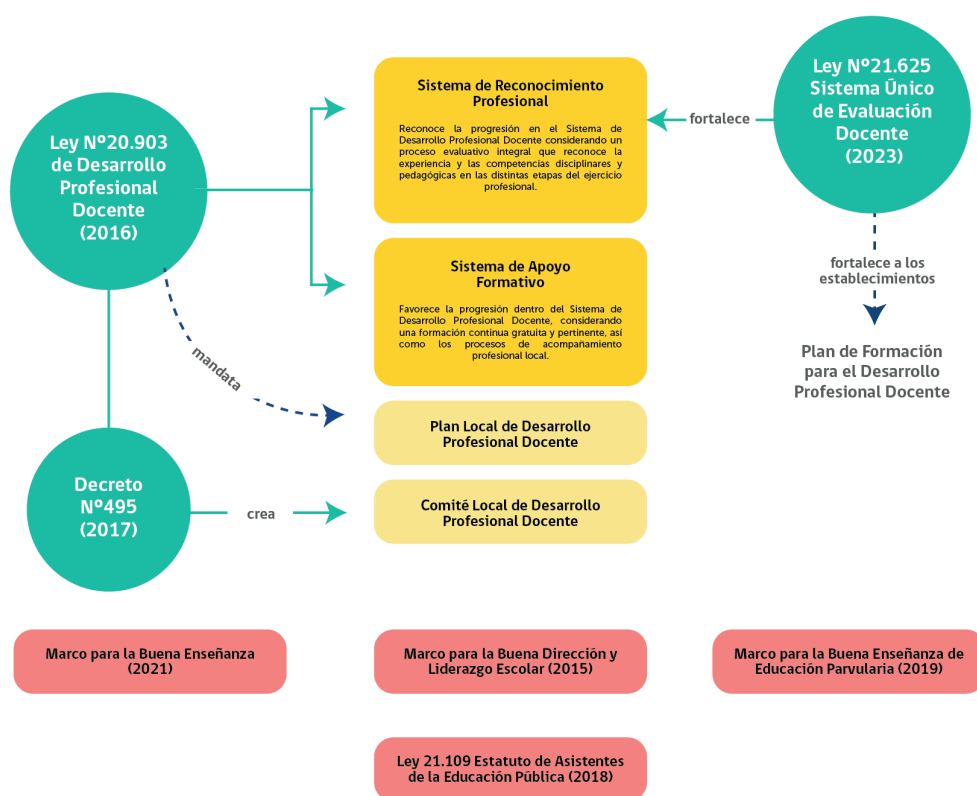 Ley Nº20.903
de Desarrollo
Profesional
Docente
(2016)
Sistema de Reconocimiento
Profesional
Reconoce la progresión en el Sistema de
Desarrollo Profesional Docente considerando un
proceso evaluativo integral que reconoce la
experiencia y las competencias disciplinares y
pedagógicas en las distintas etapas del ejercicio
profesional.
fortalece
Ley Nº21.625
Sistema Único
de Evaluación
Docente
(2023)
Sistema de Apoyo
Formativo
Favorece la progresión dentro del Sistema de
Desarrollo Profesional Docente, considerando
una formación continua gratuita y pertinente, así
como los procesos de acompañamiento
profesional local.
fortalece a los
establecimientos
Plan de Formación
para el Desarrollo
Profesional Docente
mandata
Plan Local de Desarrollo
Profesional Docente
Decreto
Nº495
(2017)
crea
Comité Local de Desarrollo
Profesional Docente
Marco para la Buena Enseñanza
(2021)
Marco para la Buena Dirección y
Liderazgo Escolar (2015)
Marco para la Buena Enseñanza de
Educación Parvularia (2019)
Ley 21.109 Estatuto de Asistentes
de la Educación Pública (2018)